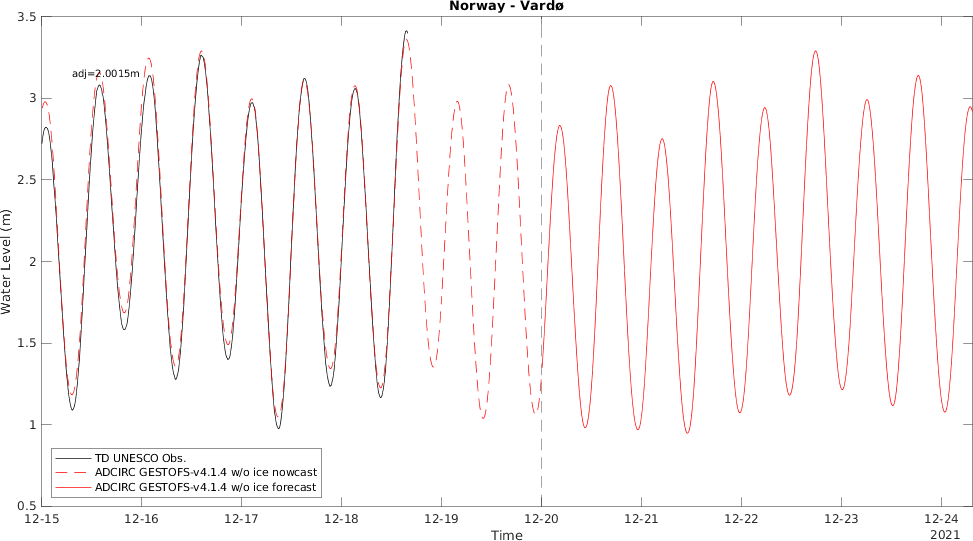 Norway - Vardø
3.5
3
2.5
2
1.5
1
0.5
Water Level (m)
adj=2.0015m
TD UNESCO Obs.
ADCIRC GESTOFS-v4.1.4 w/o ice nowcast
ADCIRC GESTOFS-v4.1.4 w/o ice forecast
12-15 12-16 12-17 12-18 12-19 12-20 12-21 12-22 12-23 12-24
Time
2021